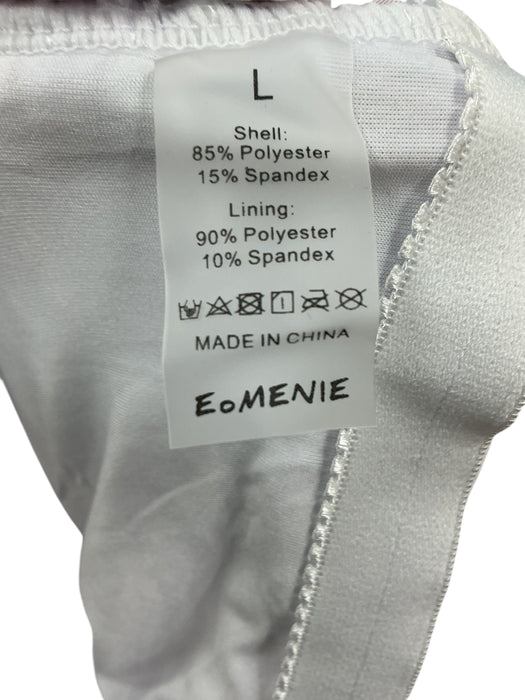 L
Shell:
85% Polyester
15% Spandex
Lining:
90% Polyester
10% Spandex
MADE IN CHINA
EoMENIE